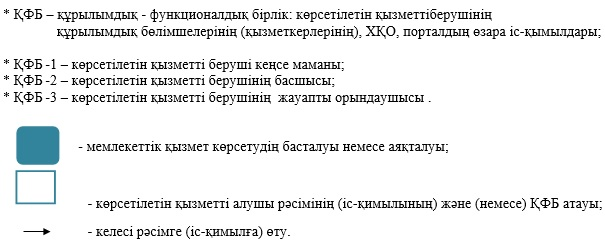 * ҚФБ – құрылымдық - функционалдық бірлік: көрсетілетін қызметтіберушінің
құрылымдық бөлімшелерінің (қызметкерлерінің), ХҚО, порталдың өзара іс-қымылдары;
* ҚФБ -1 – көрсетілетін қызметті беруші кеңсе маманы;
* ҚФБ -2 – көрсетілетін қызметті берушінің басшысы;
* ҚФБ -3 – көрсетілетін қызметті берушінің жауапты орындаушысы .
- мемлекеттік қызмет көрсетудің басталуы немесе аяқталуы;
- көрсетілетін қызметті алушы рәсімінің (іс-қимылының) және (немесе) ҚФБ атауы;
- келесі рәсімге (іс-қимылға) өту.